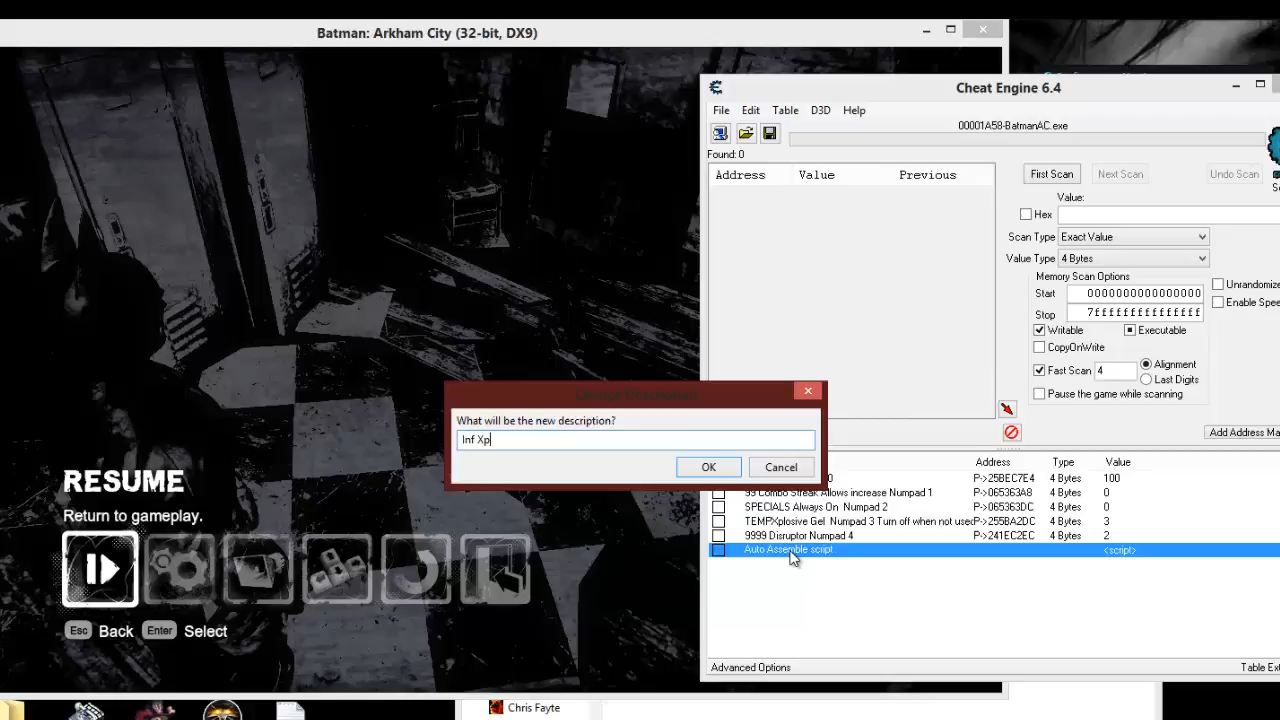 Batman: Arkham City (32-bit, DX9)
Cheat Engine 6.4
File Edit Table D3D Help
00001A58-BatmanAC.exe
Found: 0
Address Value Previous
First Scan Next Scan Undo Scan
Value:
Hex
Scan Type Exact Value
Value Type 4 Bytes
Memory Scan Options
Start 0000000000000000
Stop 7fffffffffffffff
Unrandomize
Enable Spee
Writable Executable
CopyOnWrite
Fast Scan 4 Alignment
Last Digits
Pause the game while scanning
What will be the new description?
Inf Xp
OK Cancel
Add Address Ma
Address Type Value
0 P->25BEC7E4 4 Bytes 100
99 Combo Streak Allows increase Numpad 1 P->065363A8 4 Bytes 0
SPECIALS Always On Numpad 2 P->065363DC 4 Bytes 0
TEMPXplosive Gel Numpad 3 Turn off when not used P->255BA2DC 4 Bytes 3
9999 Disruptor Numpad 4 P->241EC2EC 4 Bytes 2
Auto Assemble script <script>
Advanced Options Table Ext
RESUME
Return to gameplay.
Esc Back Enter Select
Chris Fayte